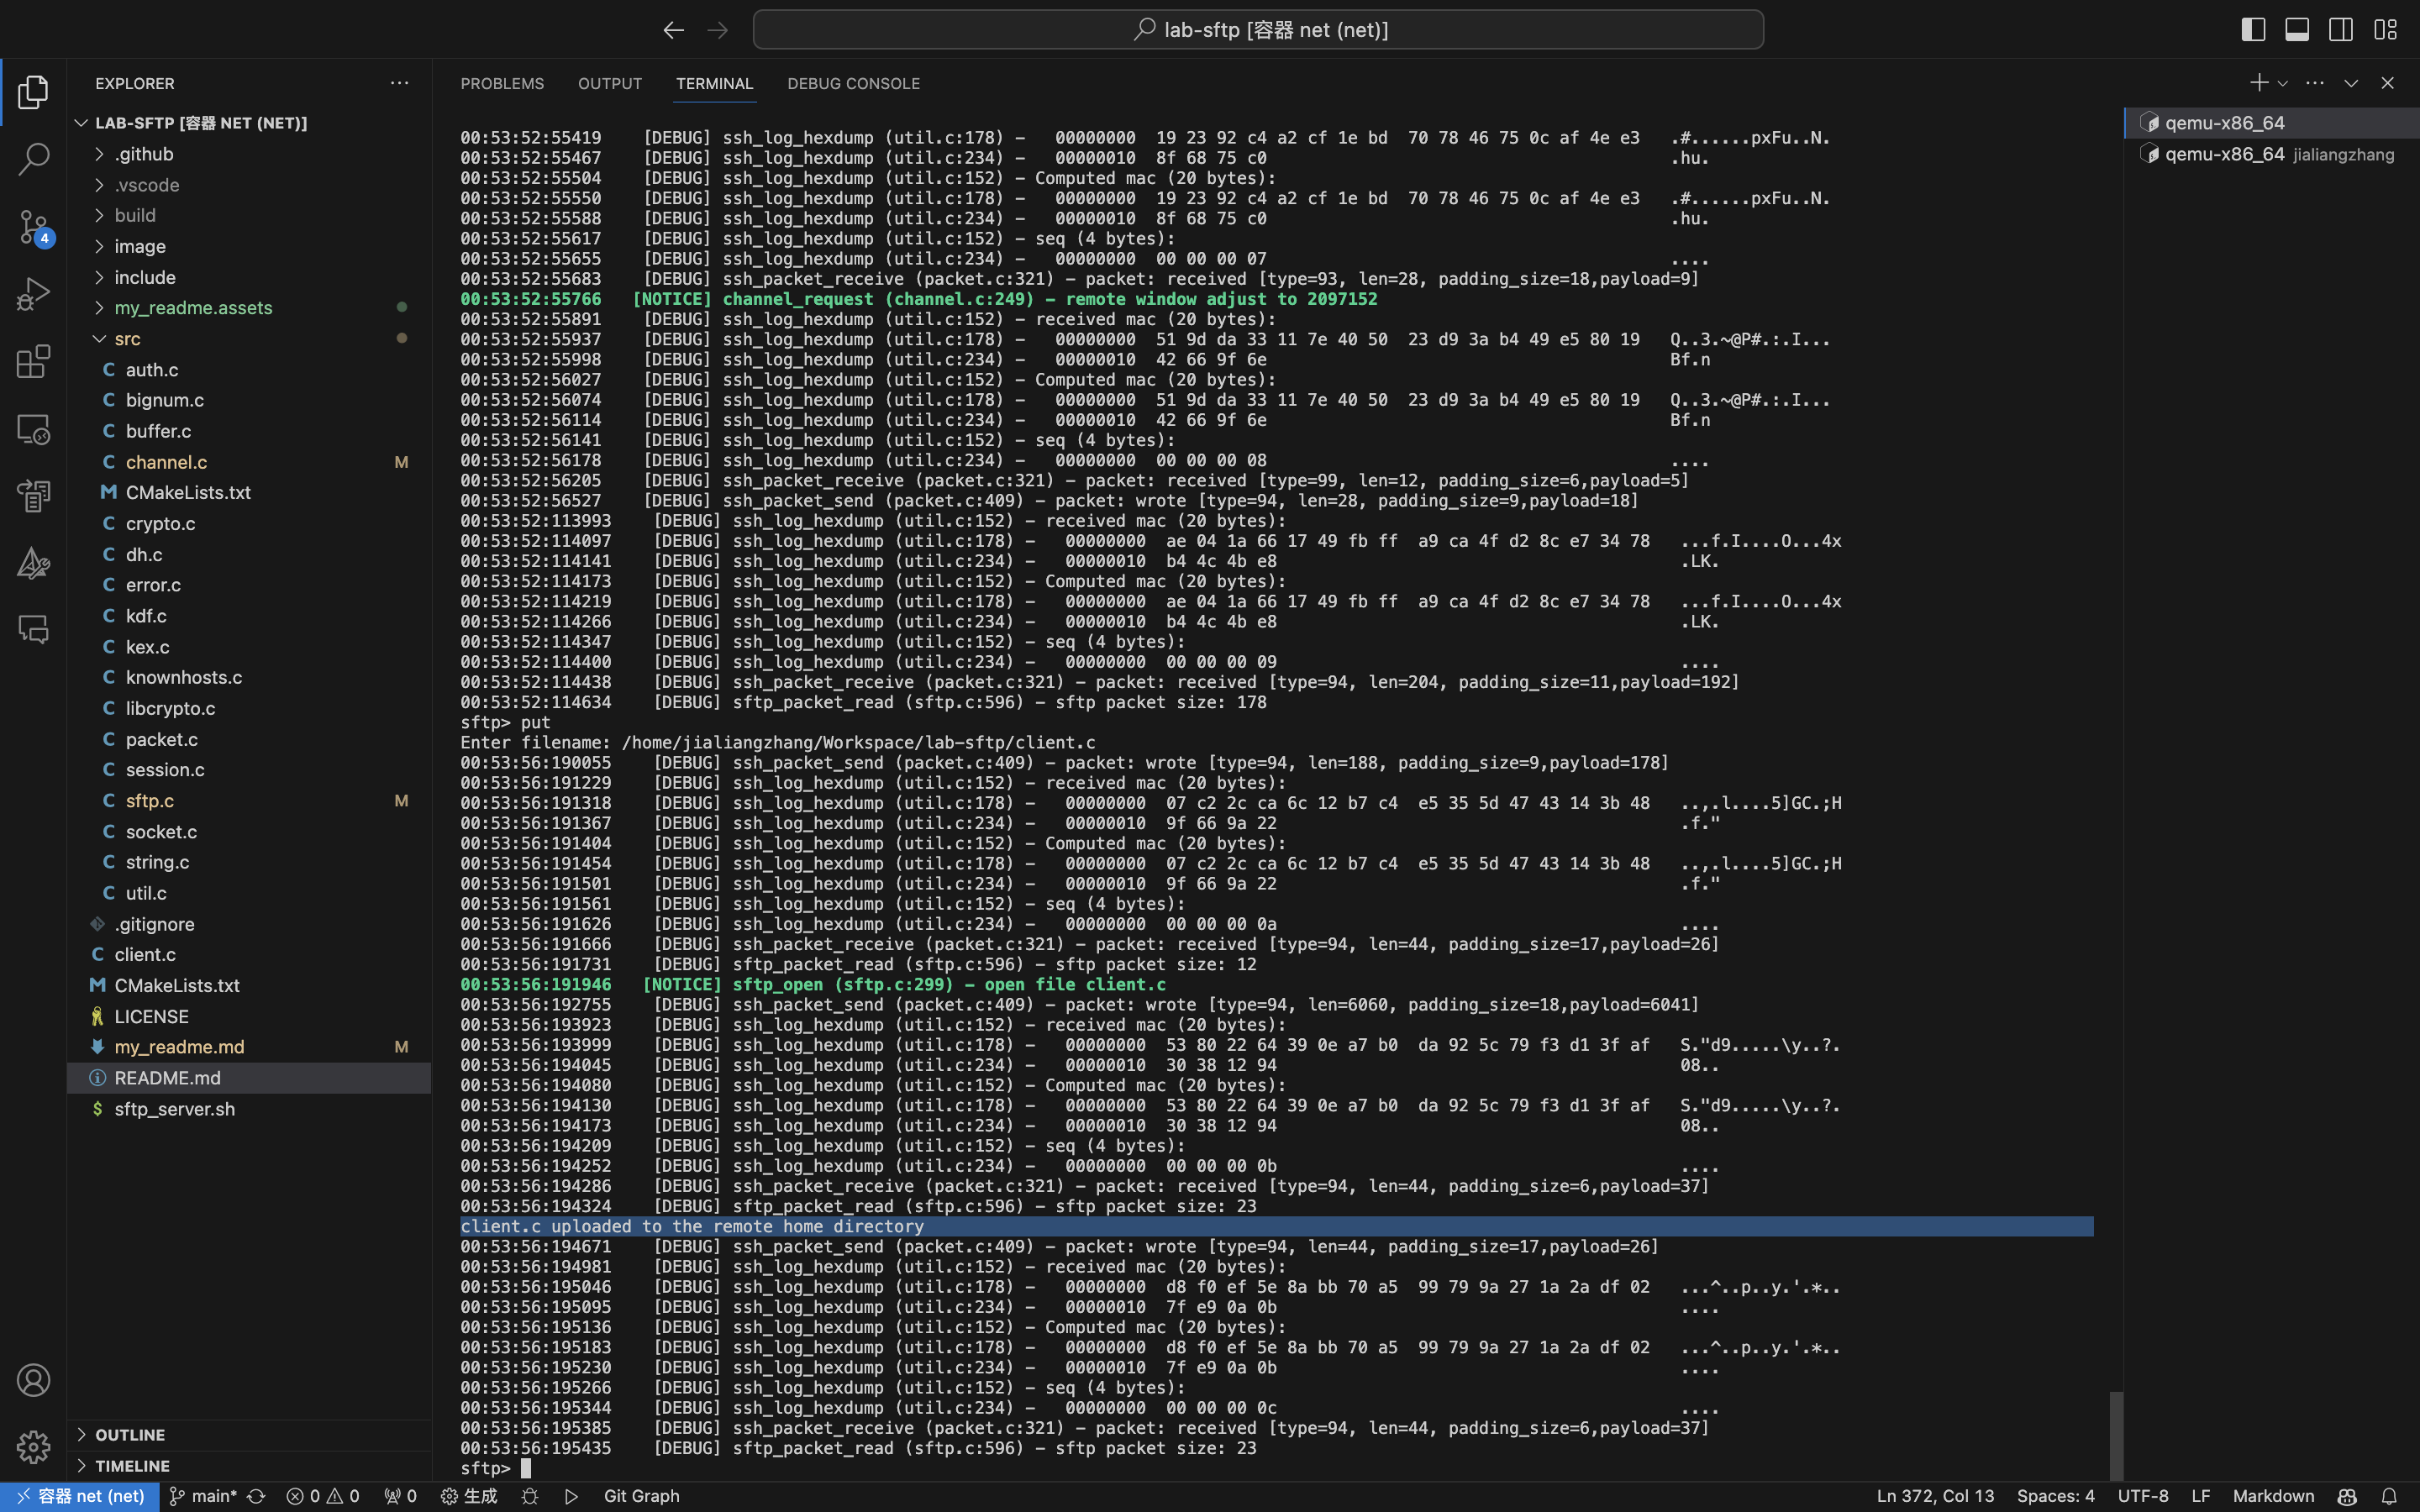 lab-sftp [容器 net (net)]
EXPLORER
LAB-SFTP [容器 NET (NET)]
.github
.vscode
build
image
include
my_readme.assets
src
C auth.c
C bignum.c
C buffer.c
C channel.c M
M CMakeLists.txt
C crypto.c
C dh.c
C error.c
C kdf.c
C kex.c
C knownhosts.c
C libcrypto.c
C packet.c
C session.c
C sftp.c M
C socket.c
C string.c
C util.c
.gitignore
C client.c
M CMakeLists.txt
LICENSE
my_readme.md M
README.md
$ sftp_server.sh
OUTLINE
TIMELINE
4
PROBLEMS OUTPUT TERMINAL DEBUG CONSOLE
00:53:52:55419 [DEBUG] ssh_log_hexdump (util.c:178) – 00000000 19 23 92 c4 a2 cf 1e bd 70 78 46 75 0c af 4e e3 .#......pxFu..N.
00:53:52:55467 [DEBUG] ssh_log_hexdump (util.c:234) – 00000010 8f 68 75 c0 .hu.
00:53:52:55504 [DEBUG] ssh_log_hexdump (util.c:152) – Computed mac (20 bytes):
00:53:52:55550 [DEBUG] ssh_log_hexdump (util.c:178) – 00000000 19 23 92 c4 a2 cf 1e bd 70 78 46 75 0c af 4e e3 .#......pxFu..N.
00:53:52:55588 [DEBUG] ssh_log_hexdump (util.c:234) – 00000010 8f 68 75 c0 .hu.
00:53:52:55617 [DEBUG] ssh_log_hexdump (util.c:152) – seq (4 bytes):
00:53:52:55655 [DEBUG] ssh_log_hexdump (util.c:234) – 00000000 00 00 00 07 ....
00:53:52:55683 [DEBUG] ssh_packet_receive (packet.c:321) – packet: received [type=93, len=28, padding_size=18,payload=9]
00:53:52:55766 [NOTICE] channel_request (channel.c:249) – remote window adjust to 2097152
00:53:52:55891 [DEBUG] ssh_log_hexdump (util.c:152) – received mac (20 bytes):
00:53:52:55937 [DEBUG] ssh_log_hexdump (util.c:178) – 00000000 51 9d da 33 11 7e 40 50 23 d9 3a b4 49 e5 80 19 Q..3.~@P#.:.I...
00:53:52:55998 [DEBUG] ssh_log_hexdump (util.c:234) – 00000010 42 66 9f 6e Bf.n
00:53:52:56027 [DEBUG] ssh_log_hexdump (util.c:152) – Computed mac (20 bytes):
00:53:52:56074 [DEBUG] ssh_log_hexdump (util.c:178) – 00000000 51 9d da 33 11 7e 40 50 23 d9 3a b4 49 e5 80 19 Q..3.~@P#.:.I...
00:53:52:56114 [DEBUG] ssh_log_hexdump (util.c:234) – 00000010 42 66 9f 6e Bf.n
00:53:52:56141 [DEBUG] ssh_log_hexdump (util.c:152) – seq (4 bytes):
00:53:52:56178 [DEBUG] ssh_log_hexdump (util.c:234) – 00000000 00 00 00 08 ....
00:53:52:56205 [DEBUG] ssh_packet_receive (packet.c:321) – packet: received [type=99, len=12, padding_size=6,payload=5]
00:53:52:56527 [DEBUG] ssh_packet_send (packet.c:409) – packet: wrote [type=94, len=28, padding_size=9,payload=18]
00:53:52:113993 [DEBUG] ssh_log_hexdump (util.c:152) – received mac (20 bytes):
00:53:52:114097 [DEBUG] ssh_log_hexdump (util.c:178) – 00000000 ae 04 1a 66 17 49 fb ff a9 ca 4f d2 8c e7 34 78 ...f.I....O...4x
00:53:52:114141 [DEBUG] ssh_log_hexdump (util.c:234) – 00000010 b4 4c 4b e8 .LK.
00:53:52:114173 [DEBUG] ssh_log_hexdump (util.c:152) – Computed mac (20 bytes):
00:53:52:114219 [DEBUG] ssh_log_hexdump (util.c:178) – 00000000 ae 04 1a 66 17 49 fb ff a9 ca 4f d2 8c e7 34 78 ...f.I....O...4x
00:53:52:114266 [DEBUG] ssh_log_hexdump (util.c:234) – 00000010 b4 4c 4b e8 .LK.
00:53:52:114347 [DEBUG] ssh_log_hexdump (util.c:152) – seq (4 bytes):
00:53:52:114400 [DEBUG] ssh_log_hexdump (util.c:234) – 00000000 00 00 00 09 ....
00:53:52:114438 [DEBUG] ssh_packet_receive (packet.c:321) – packet: received [type=94, len=204, padding_size=11,payload=192]
00:53:52:114634 [DEBUG] sftp_packet_read (sftp.c:596) – sftp packet size: 178
sftp> put
Enter filename: /home/jialiangzhang/Workspace/lab-sftp/client.c
00:53:56:190055 [DEBUG] ssh_packet_send (packet.c:409) – packet: wrote [type=94, len=188, padding_size=9,payload=178]
00:53:56:191229 [DEBUG] ssh_log_hexdump (util.c:152) – received mac (20 bytes):
00:53:56:191318 [DEBUG] ssh_log_hexdump (util.c:178) – 00000000 07 c2 2c ca 6c 12 b7 c4 e5 35 5d 47 43 14 3b 48 ..,.l....5]GC.;H
00:53:56:191367 [DEBUG] ssh_log_hexdump (util.c:234) – 00000010 9f 66 9a 22 .f."
00:53:56:191404 [DEBUG] ssh_log_hexdump (util.c:152) – Computed mac (20 bytes):
00:53:56:191454 [DEBUG] ssh_log_hexdump (util.c:178) – 00000000 07 c2 2c ca 6c 12 b7 c4 e5 35 5d 47 43 14 3b 48 ..,.l....5]GC.;H
00:53:56:191501 [DEBUG] ssh_log_hexdump (util.c:234) – 00000010 9f 66 9a 22 .f."
00:53:56:191561 [DEBUG] ssh_log_hexdump (util.c:152) – seq (4 bytes):
00:53:56:191626 [DEBUG] ssh_log_hexdump (util.c:234) – 00000000 00 00 00 0a ....
00:53:56:191666 [DEBUG] ssh_packet_receive (packet.c:321) – packet: received [type=94, len=44, padding_size=17,payload=26]
00:53:56:191731 [DEBUG] sftp_packet_read (sftp.c:596) – sftp packet size: 12
00:53:56:191946 [NOTICE] sftp_open (sftp.c:299) – open file client.c
00:53:56:192755 [DEBUG] ssh_packet_send (packet.c:409) – packet: wrote [type=94, len=6060, padding_size=18,payload=6041]
00:53:56:193923 [DEBUG] ssh_log_hexdump (util.c:152) – received mac (20 bytes):
00:53:56:193999 [DEBUG] ssh_log_hexdump (util.c:178) – 00000000 53 80 22 64 39 0e a7 b0 da 92 5c 79 f3 d1 3f af S."d9.....\y..?.
00:53:56:194045 [DEBUG] ssh_log_hexdump (util.c:234) – 00000010 30 38 12 94 08..
00:53:56:194080 [DEBUG] ssh_log_hexdump (util.c:152) – Computed mac (20 bytes):
00:53:56:194130 [DEBUG] ssh_log_hexdump (util.c:178) – 00000000 53 80 22 64 39 0e a7 b0 da 92 5c 79 f3 d1 3f af S."d9.....\y..?.
00:53:56:194173 [DEBUG] ssh_log_hexdump (util.c:234) – 00000010 30 38 12 94 08..
00:53:56:194209 [DEBUG] ssh_log_hexdump (util.c:152) – seq (4 bytes):
00:53:56:194252 [DEBUG] ssh_log_hexdump (util.c:234) – 00000000 00 00 00 0b ....
00:53:56:194286 [DEBUG] ssh_packet_receive (packet.c:321) – packet: received [type=94, len=44, padding_size=6,payload=37]
00:53:56:194324 [DEBUG] sftp_packet_read (sftp.c:596) – sftp packet size: 23
client.c uploaded to the remote home directory
00:53:56:194671 [DEBUG] ssh_packet_send (packet.c:409) – packet: wrote [type=94, len=44, padding_size=17,payload=26]
00:53:56:194981 [DEBUG] ssh_log_hexdump (util.c:152) – received mac (20 bytes):
00:53:56:195046 [DEBUG] ssh_log_hexdump (util.c:178) – 00000000 d8 f0 ef 5e 8a bb 70 a5 99 79 9a 27 1a 2a df 02 ...^..p..y.'.*..
00:53:56:195095 [DEBUG] ssh_log_hexdump (util.c:234) – 00000010 7f e9 0a 0b ....
00:53:56:195136 [DEBUG] ssh_log_hexdump (util.c:152) – Computed mac (20 bytes):
00:53:56:195183 [DEBUG] ssh_log_hexdump (util.c:178) – 00000000 d8 f0 ef 5e 8a bb 70 a5 99 79 9a 27 1a 2a df 02 ...^..p..y.'.*..
00:53:56:195230 [DEBUG] ssh_log_hexdump (util.c:234) – 00000010 7f e9 0a 0b ....
00:53:56:195266 [DEBUG] ssh_log_hexdump (util.c:152) – seq (4 bytes):
00:53:56:195344 [DEBUG] ssh_log_hexdump (util.c:234) – 00000000 00 00 00 0c ....
00:53:56:195385 [DEBUG] ssh_packet_receive (packet.c:321) – packet: received [type=94, len=44, padding_size=6,payload=37]
00:53:56:195435 [DEBUG] sftp_packet_read (sftp.c:596) – sftp packet size: 23
sftp>
qemu-x86_64
qemu-x86_64 jialiangzhang
容器 net (net) main* 0 0 0 生成 Git Graph Ln 372, Col 13 Spaces: 4 UTF-8 LF Markdown